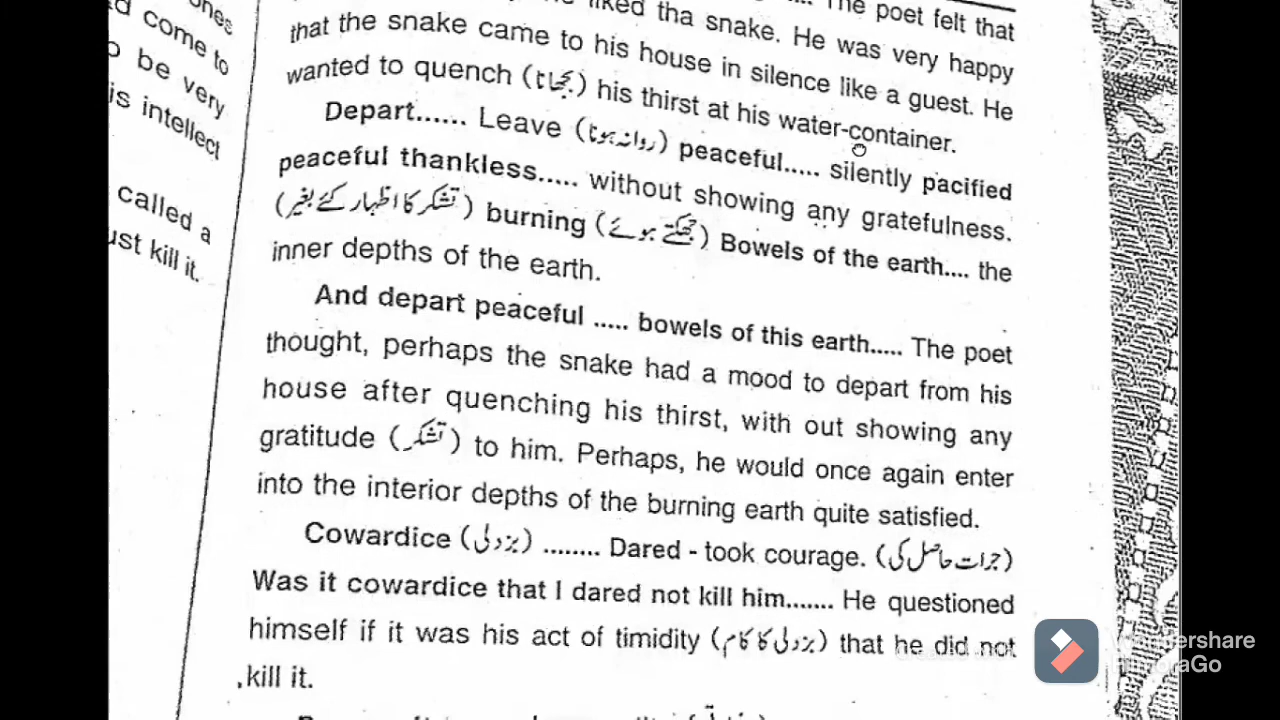 ones
d come to
o be very
is intellect
called a
ust kill it.
liked tha snake. He was very happy The poet felt that
that the snake came to his house in silence like a guest. He
wanted to quench (بجھانا) his thirst at his water-container.
Depart...... Leave (روانہ ہونا) peaceful..... silently pacified
peaceful thankless..... without showing any gratefulness.
(تشکر کا اظہار کئے بغیر) burning (جھکتے ہوئے) Bowels of the earth.... the
inner depths of the earth.
And depart peaceful ..... bowels of this earth..... The poet
thought, perhaps the snake had a mood to depart from his
house after quenching his thirst, with out showing any
gratitude (تشکر) to him. Perhaps, he would once again enter
into the interior depths of the burning earth quite satisfied.
Cowardice (بزدلی) ........ Dared - took courage. (جرات حاصل کی)
Was it cowardice that I dared not kill him....... He questioned
himself if it was his act of timidity (بزدلی کا کام) that he did not
kill it.
Wondershare
FilmoraGo